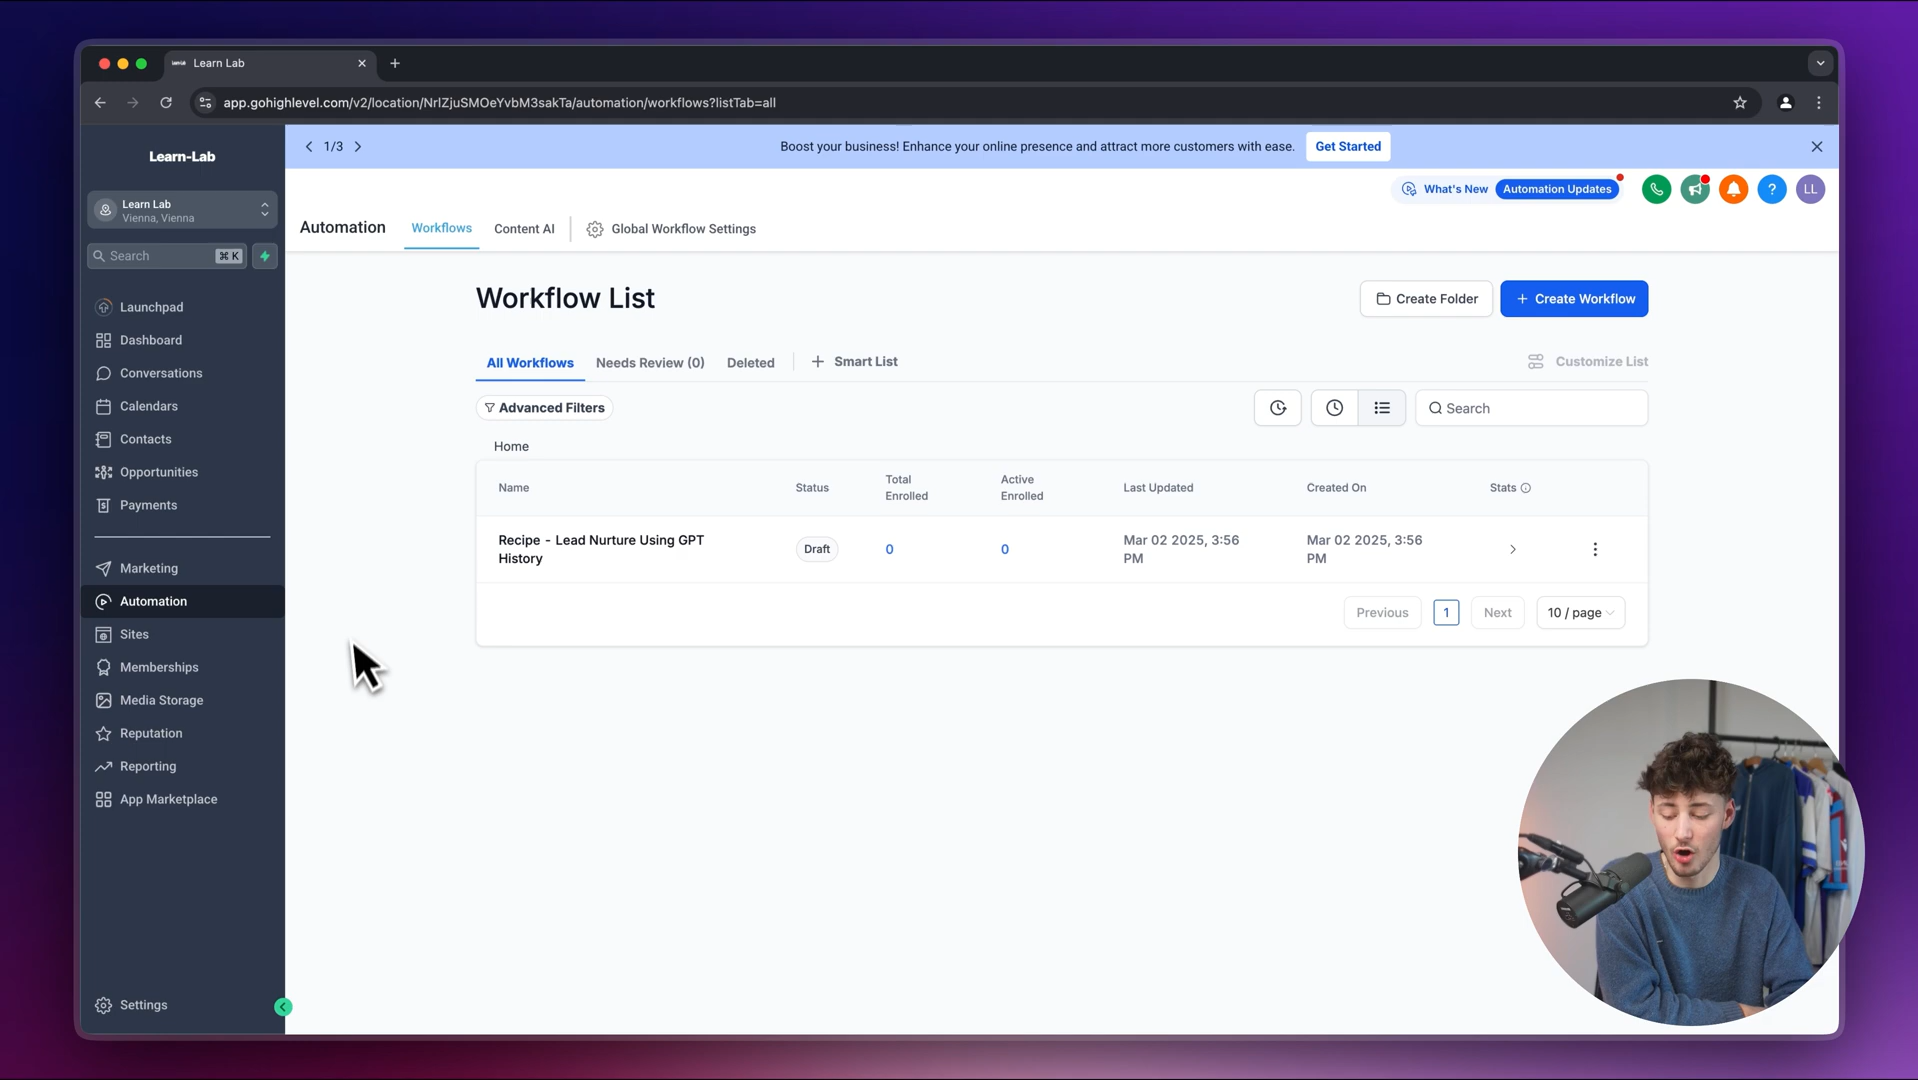 Learn Lab
app.gohighlevel.com/v2/location/NrIZjuSMOeYvbM3sakTa/automation/workflows?listTab=all
Learn-Lab
1/3
Boost your business! Enhance your online presence and attract more customers with ease.
Get Started
Learn Lab
Vienna, Vienna
What's New
Automation Updates
LL
Automation
Workflows
Content AI
Global Workflow Settings
Search
⌘ K
Launchpad
Dashboard
Conversations
Calendars
Contacts
Opportunities
Payments
Marketing
Automation
Sites
Memberships
Media Storage
Reputation
Reporting
App Marketplace
Settings
Workflow List
Create Folder
+ Create Workflow
All Workflows
Needs Review (0)
Deleted
+ Smart List
Customize List
Advanced Filters
Search
Home
Name
Status
Total
Enrolled
Active
Enrolled
Last Updated
Created On
Stats
Recipe - Lead Nurture Using GPT
History
Draft
0
0
Mar 02 2025, 3:56
PM
Mar 02 2025, 3:56
PM
Previous
1
Next
10 / page